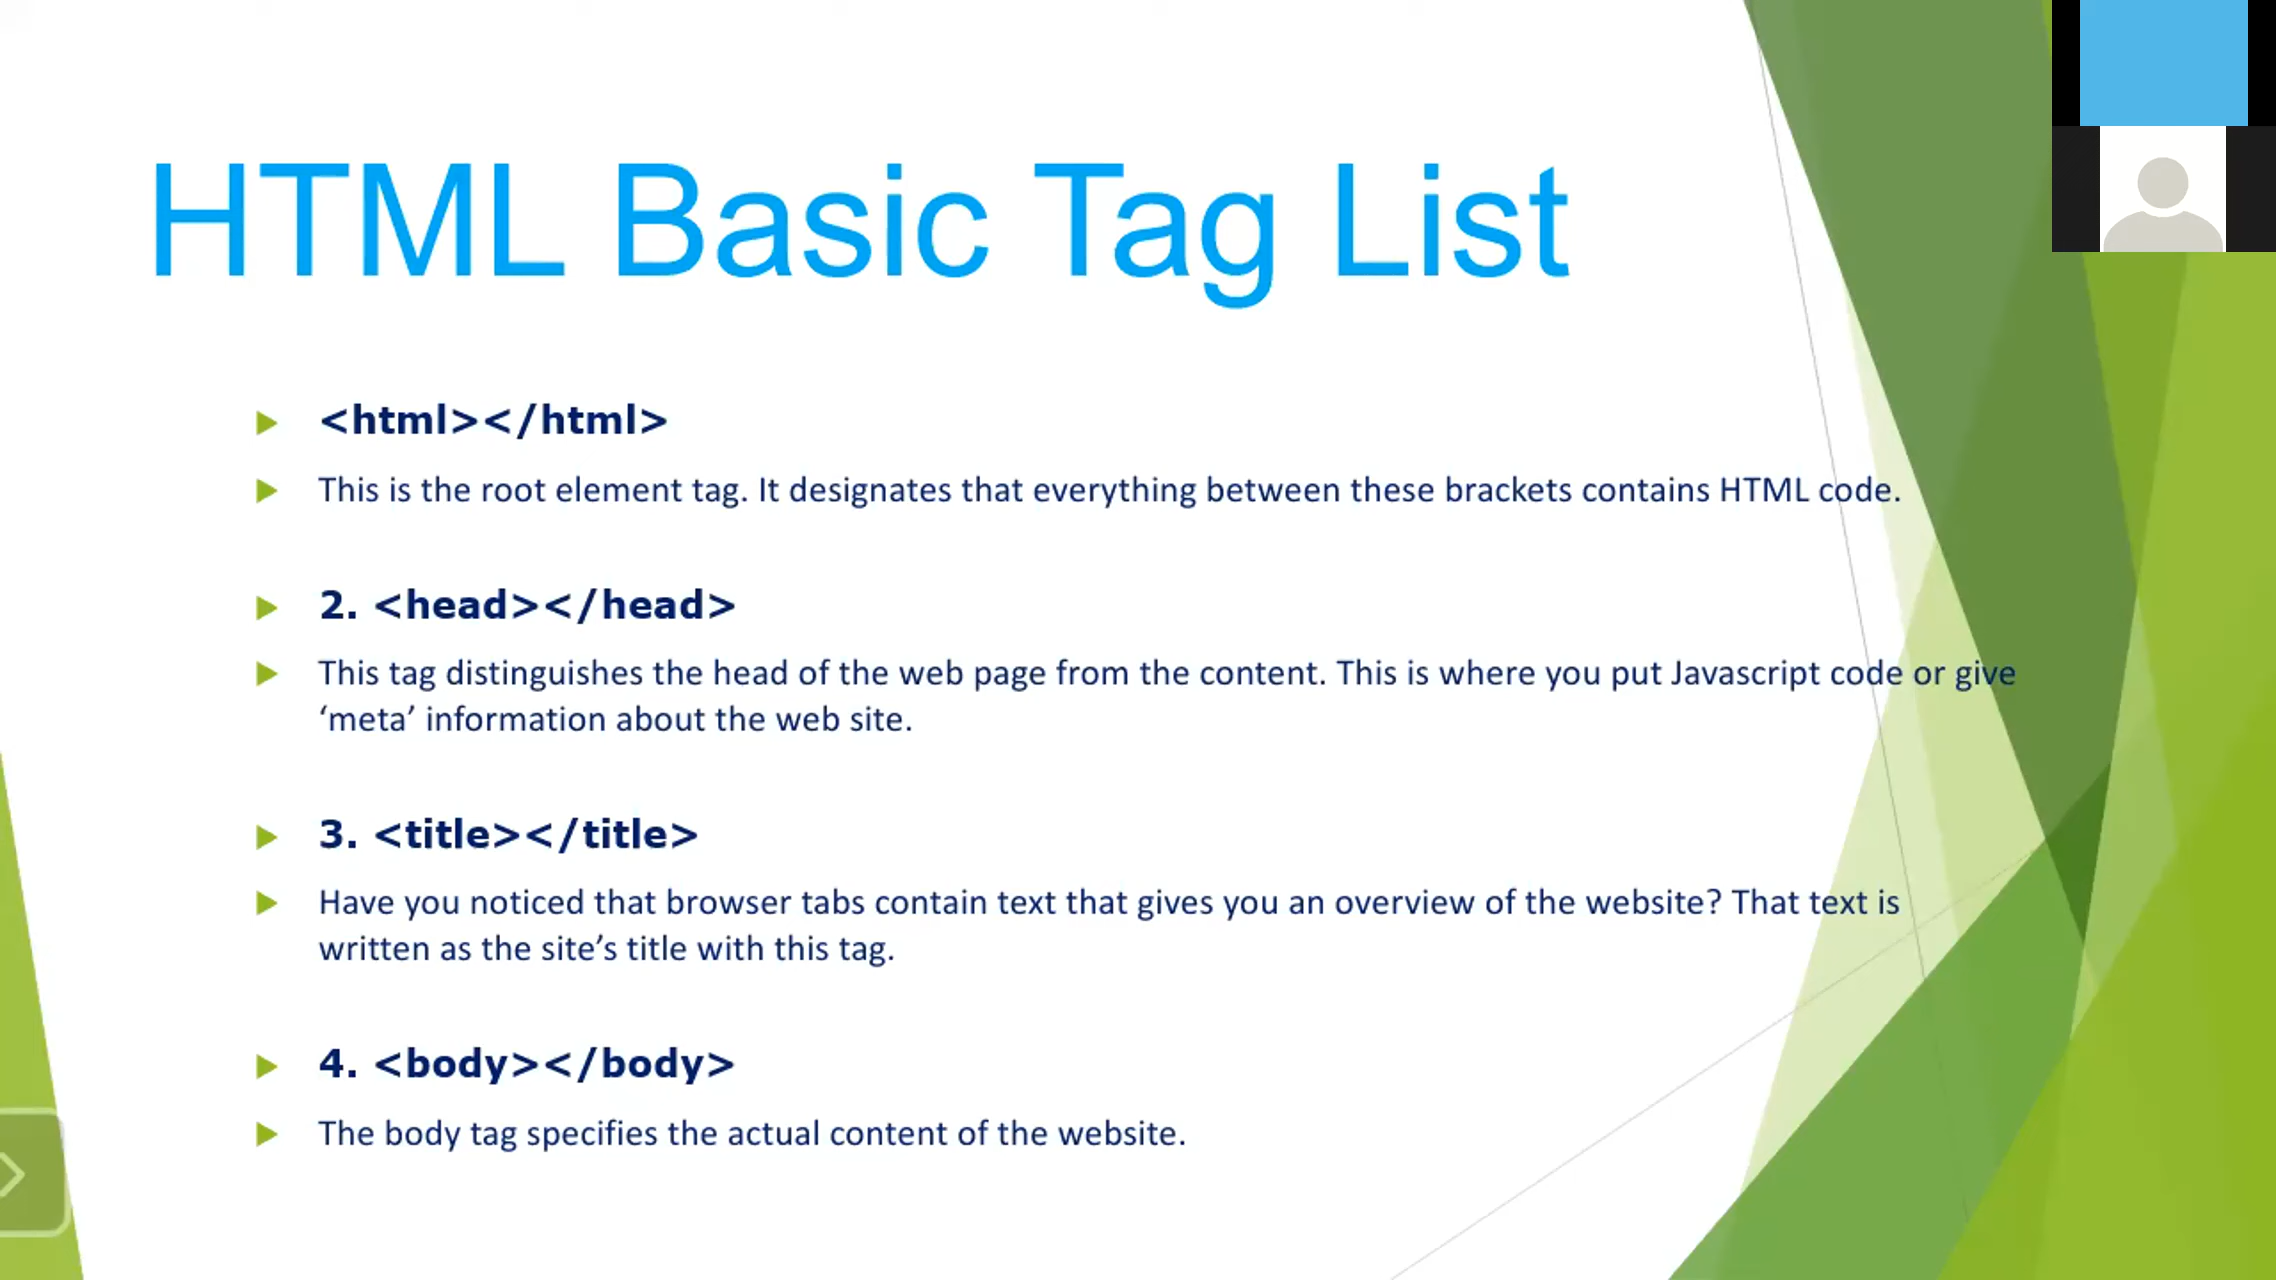 HTML Basic Tag List
<html></html>
This is the root element tag. It designates that everything between these brackets contains HTML code.
2. <head></head>
This tag distinguishes the head of the web page from the content. This is where you put Javascript code or give
‘meta’ information about the web site.
3. <title></title>
Have you noticed that browser tabs contain text that gives you an overview of the website? That text is
written as the site’s title with this tag.
4. <body></body>
The body tag specifies the actual content of the website.